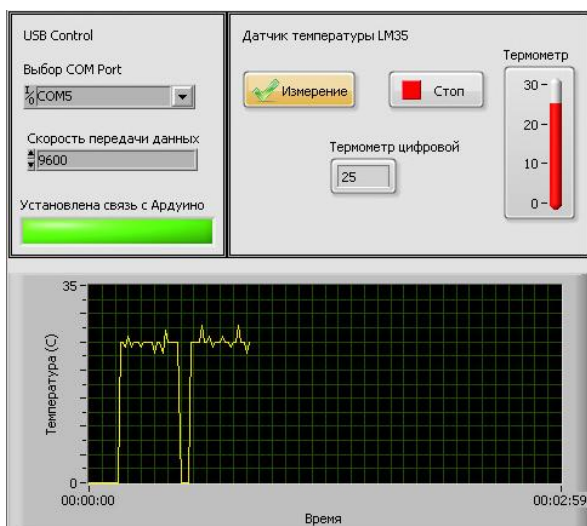 USB Control
Выбор COM Port
I/O COM5
Скорость передачи данных
9600
Установлена связь с Ардуино
Датчик температуры LM35
Измерение
Стоп
Термометр цифровой
25
Термометр
30
20
10
0
35
0
Температура (С)
00:00:00
00:02:59
Время